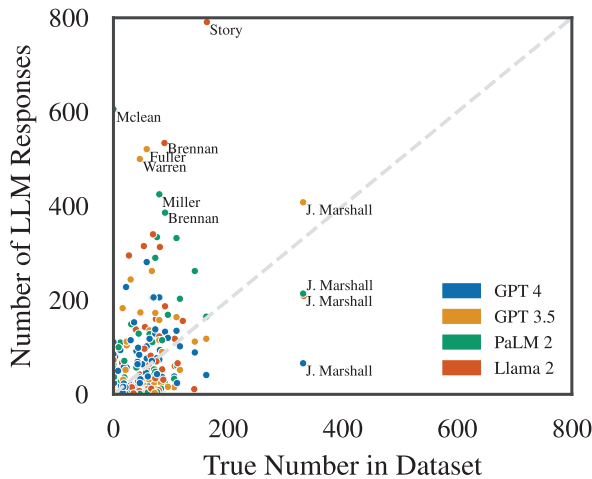 800
600
400
200
0
Number of LLM Responses
Story
Mclean
Brennan
Fuller
Warren
Miller
Brennan
J. Marshall
J. Marshall
J. Marshall
J. Marshall
GPT 4
GPT 3.5
PaLM 2
Llama 2
0 200 400 600 800
True Number in Dataset